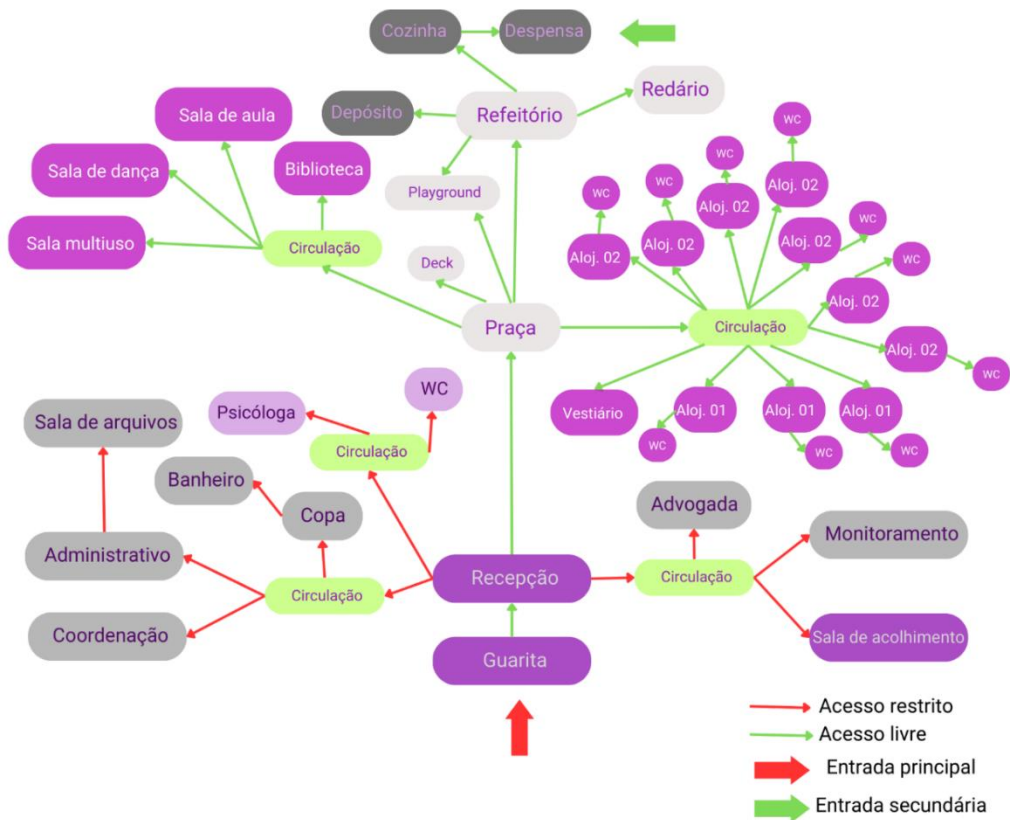 Cozinha
Despensa
Redário
Depósito
Refeitório
Sala de aula
WC
WC
WC
WC
Sala de dança
Biblioteca
Playground
Aloj. 02
Aloj. 02
WC
Sala multiuso
Circulação
Deck
Aloj. 02
Aloj. 02
Aloj. 02
WC
Aloj. 02
Praça
Circulação
Aloj. 02
WC
Psicóloga
WC
Vestiário
Aloj. 01
Aloj. 01
Aloj. 01
WC
WC
WC
Sala de arquivos
Circulação
Banheiro
Copa
Advogada
Monitoramento
Administrativo
Circulação
Recepção
Circulação
Coordenação
Guarita
Sala de acolhimento
Acesso restrito
Acesso livre
Entrada principal
Entrada secundária